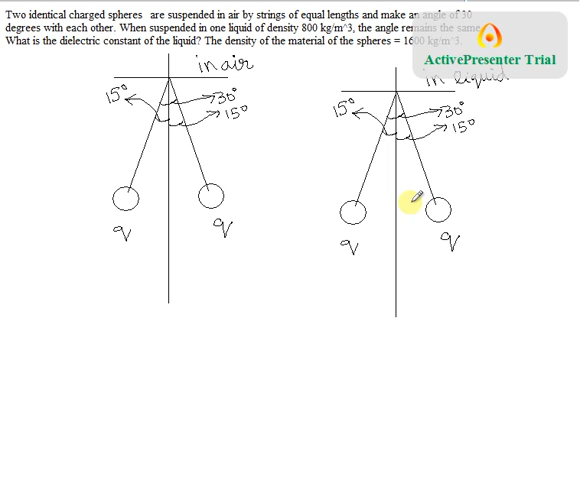 Two identical charged spheres are suspended in air by strings of equal lengths and make an angle of 30
degrees with each other. When suspended in one liquid of density 800 kg/m^3, the angle remains the same.
What is the dielectric constant of the liquid? The density of the material of the spheres = 1600 kg/m^3.
ActivePresenter Trial
in air
in liquid
15° 30°
15°
15° 30°
15°
q q
q q